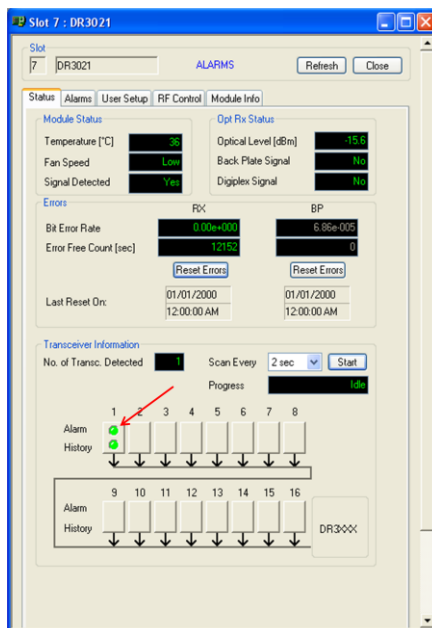 Slot 7 : DR3021
Slot
7 DR3021 ALARMS Refresh Close
Status Alarms User Setup RF Control Module Info
Module Status Opt Rx Status
Temperature [°C] 36 Optical Level [dBm] -15.6
Fan Speed Low Back Plate Signal No
Signal Detected Yes Digiplex Signal No
Errors
RX BP
Bit Error Rate 0.00e+000 6.86e-005
Error Free Count [sec] 12152 0
Reset Errors Reset Errors
Last Reset On: 01/01/2000 01/01/2000
12:00:00 AM 12:00:00 AM
Transceiver Information
No. of Transc. Detected 1 Scan Every 2 sec Start
Progress Idle
1 2 3 4 5 6 7 8
Alarm
History
9 10 11 12 13 14 15 16
Alarm
History
DR3XXX